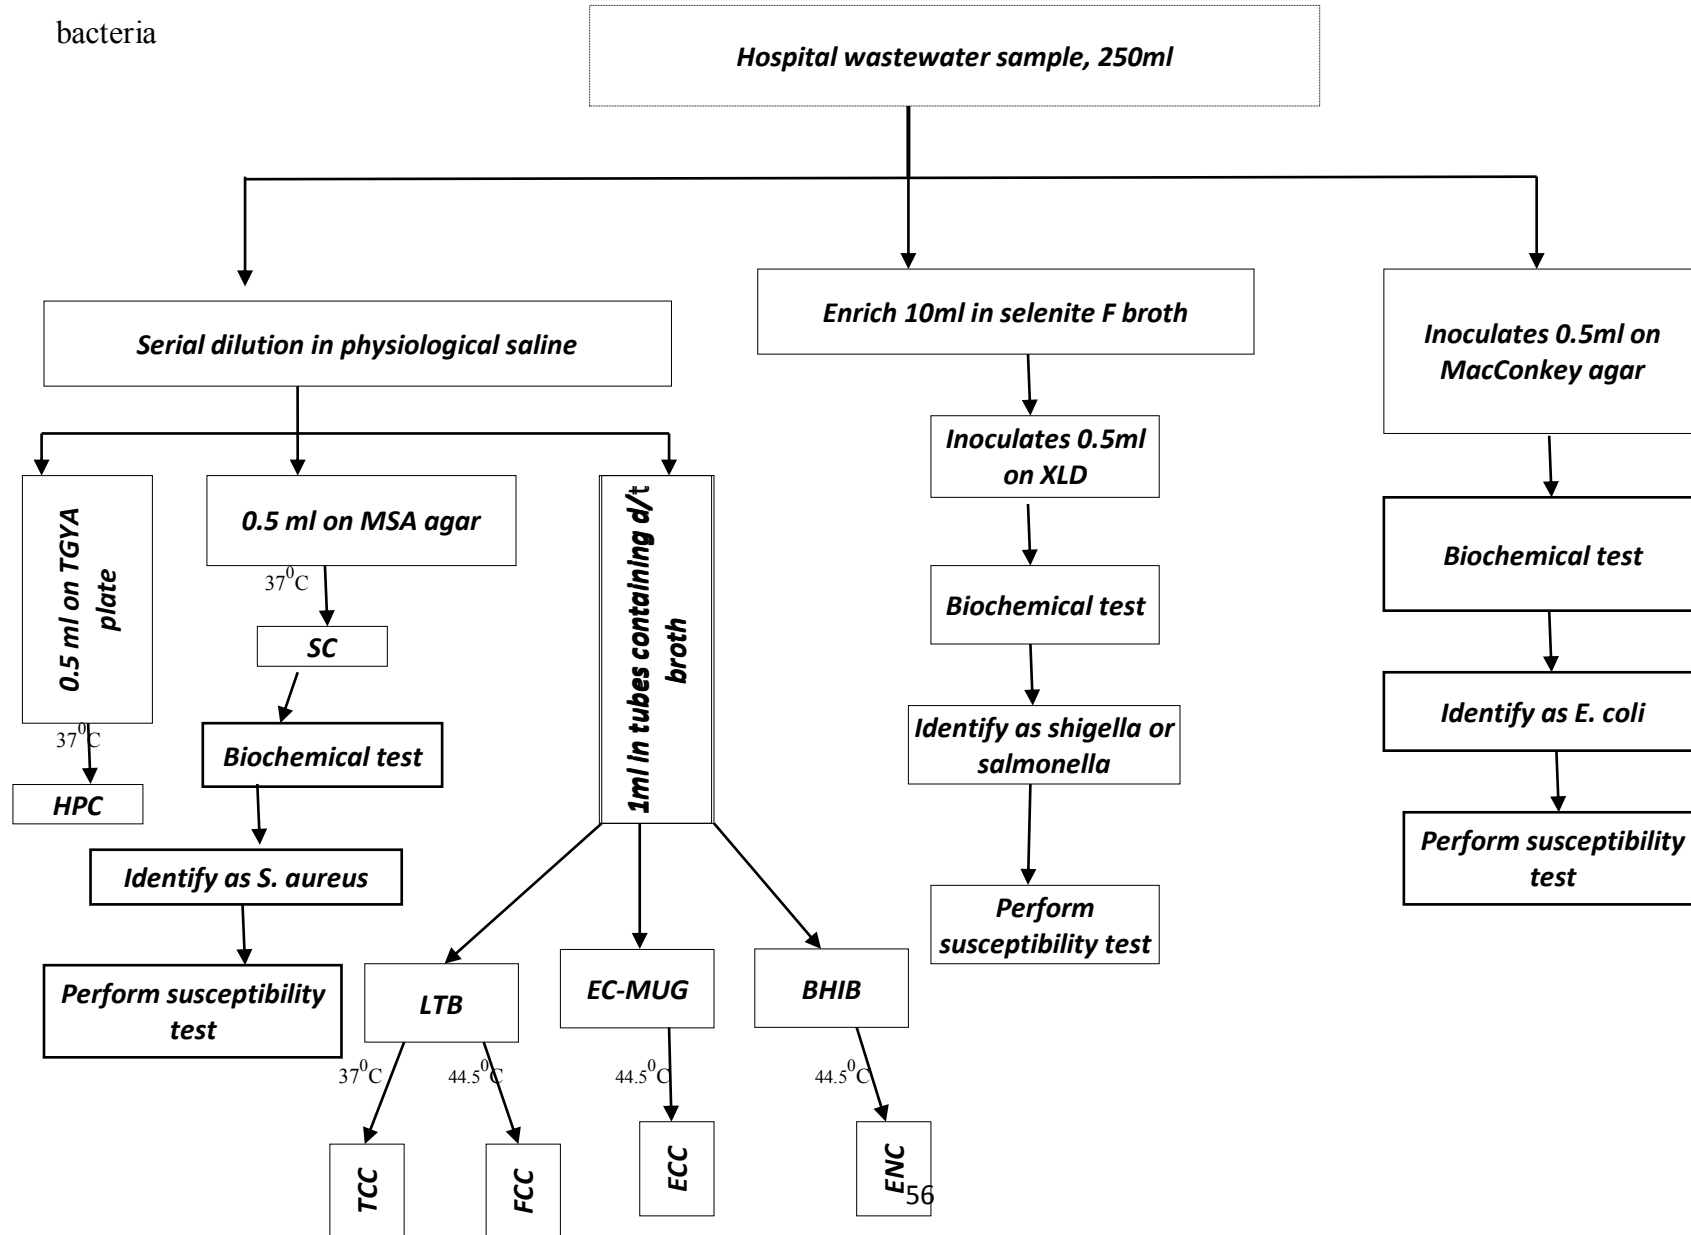 bacteria
Hospital wastewater sample, 250ml
Serial dilution in physiological saline
Enrich 10ml in selenite F broth
Inoculates 0.5ml on
MacConkey agar
0.5 ml on TGYA
plate
0.5 ml on MSA agar
1ml in tubes containing d/t
broth
Inoculates 0.5ml
on XLD
37⁰C
SC
37⁰C
HPC
Biochemical test
Identify as S. aureus
Perform susceptibility
test
Biochemical test
Identify as shigella or
salmonella
Perform
susceptibility test
Biochemical test
Identify as E. coli
Perform susceptibility
test
LTB
EC-MUG
BHIB
37⁰C
44.5⁰C
44.5⁰C
44.5⁰C
TCC
FCC
ECC
ENC
56